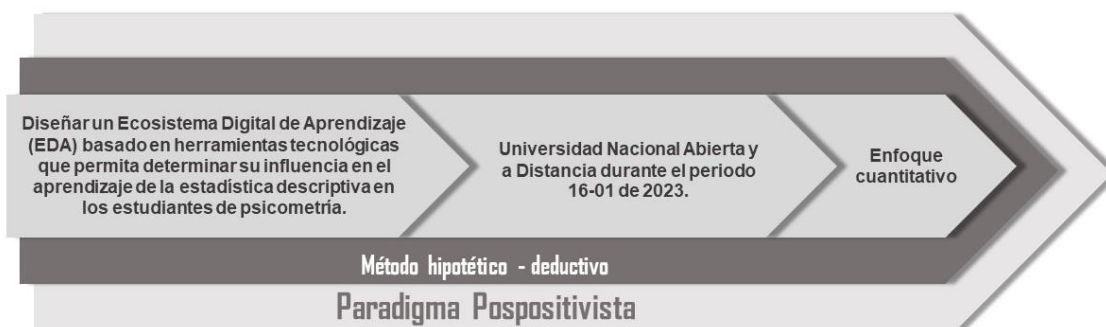 Diseñar un Ecosistema Digital de Aprendizaje
(EDA) basado en herramientas tecnológicas
que permita determinar su influencia en el
aprendizaje de la estadística descriptiva en
los estudiantes de psicometría.
Universidad Nacional Abierta y
a Distancia durante el periodo
16-01 de 2023.
Enfoque
cuantitativo
Método hipotético - deductivo
Paradigma Pospositivista